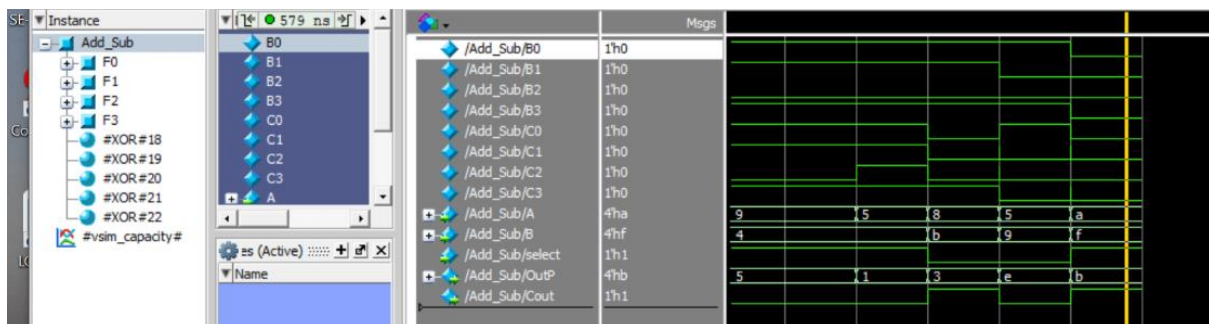 SE-
Instance
Add_Sub
F0
F1
F2
F3
#XOR#18
#XOR#19
#XOR#20
#XOR#21
#XOR#22
#vsim_capacity#
Co
579 ns
B0
B1
B2
B3
C0
C1
C2
C3
A
es (Active)
Name
Msgs
/Add_Sub/B0 1'h0
/Add_Sub/B1 1'h0
/Add_Sub/B2 1'h0
/Add_Sub/B3 1'h0
/Add_Sub/C0 1'h0
/Add_Sub/C1 1'h0
/Add_Sub/C2 1'h0
/Add_Sub/C3 1'h0
/Add_Sub/A 4'ha 9 5 8 5 a
/Add_Sub/B 4'hf 4 b 9 f
/Add_Sub/select 1'h1
/Add_Sub/OutP 4'hb 5 1 3 e b
/Add_Sub/Cout 1'h1